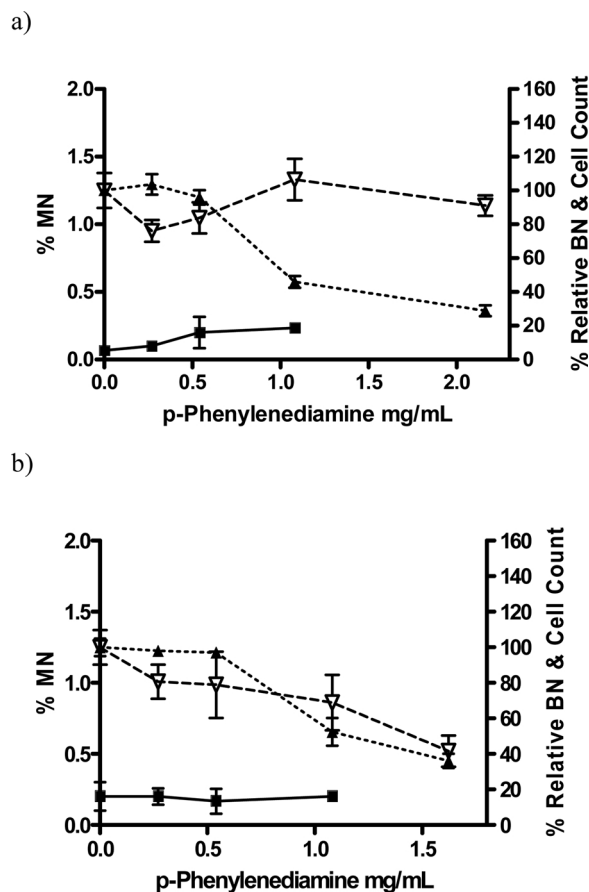 a)
2.0
1.5
1.0
0.5
0.0
% MN
160
140
120
100
80
60
40
20
0
% Relative BN & Cell Count
0.0 0.5 1.0 1.5 2.0
p-Phenylenediamine mg/mL
b)
2.0
1.5
1.0
0.5
0.0
% MN
160
140
120
100
80
60
40
20
0
% Relative BN & Cell Count
0.0 0.5 1.0 1.5
p-Phenylenediamine mg/mL